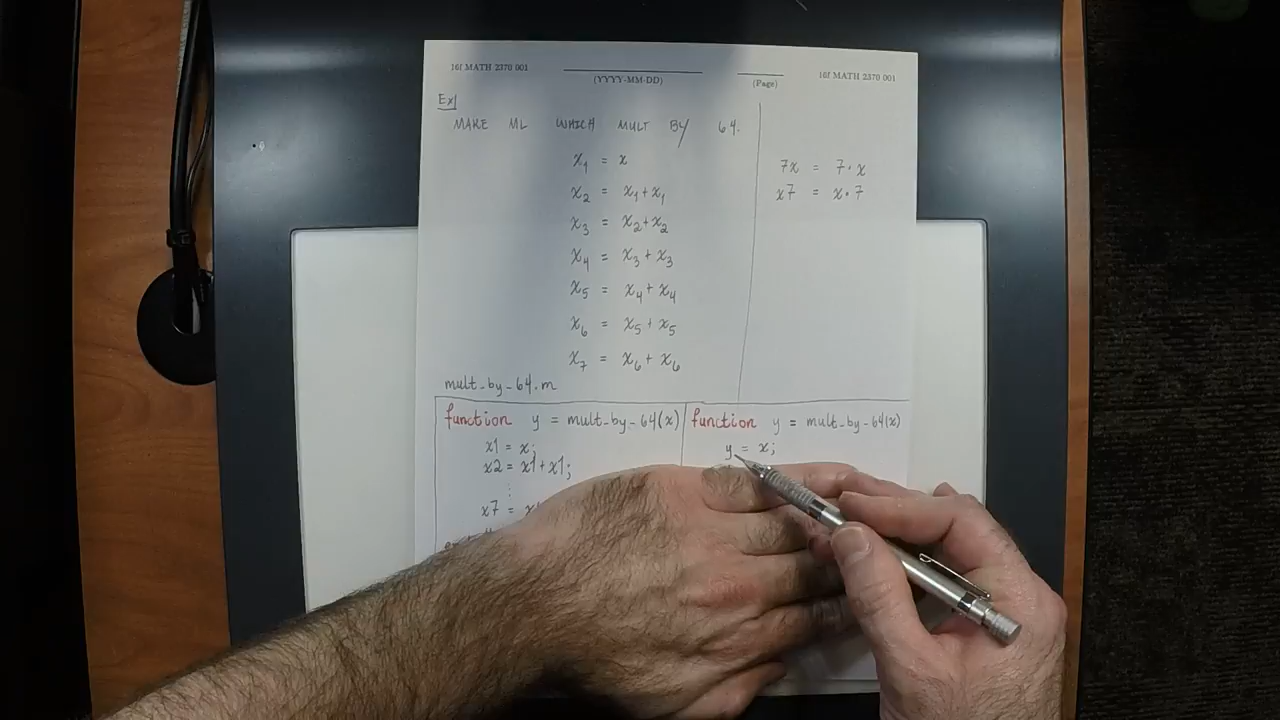 16f MATH 2370 001 (YYYY-MM-DD) (Page) 16f MATH 2370 001
Ex1
MAKE ML WHICH MULT BY 64.
x₁ = x
x₂ = x₁+x₁
x₃ = x₂+x₂
x₄ = x₃+x₃
x₅ = x₄+x₄
x₆ = x₅+x₅
x₇ = x₆+x₆
7x = 7·x
x7 = x·7
mult_by_64.m
function y = mult_by_64(x)
x1 = x;
x2 = x1+x1;
⋮
x7 =
function y = mult_by_64(x)
y = x;